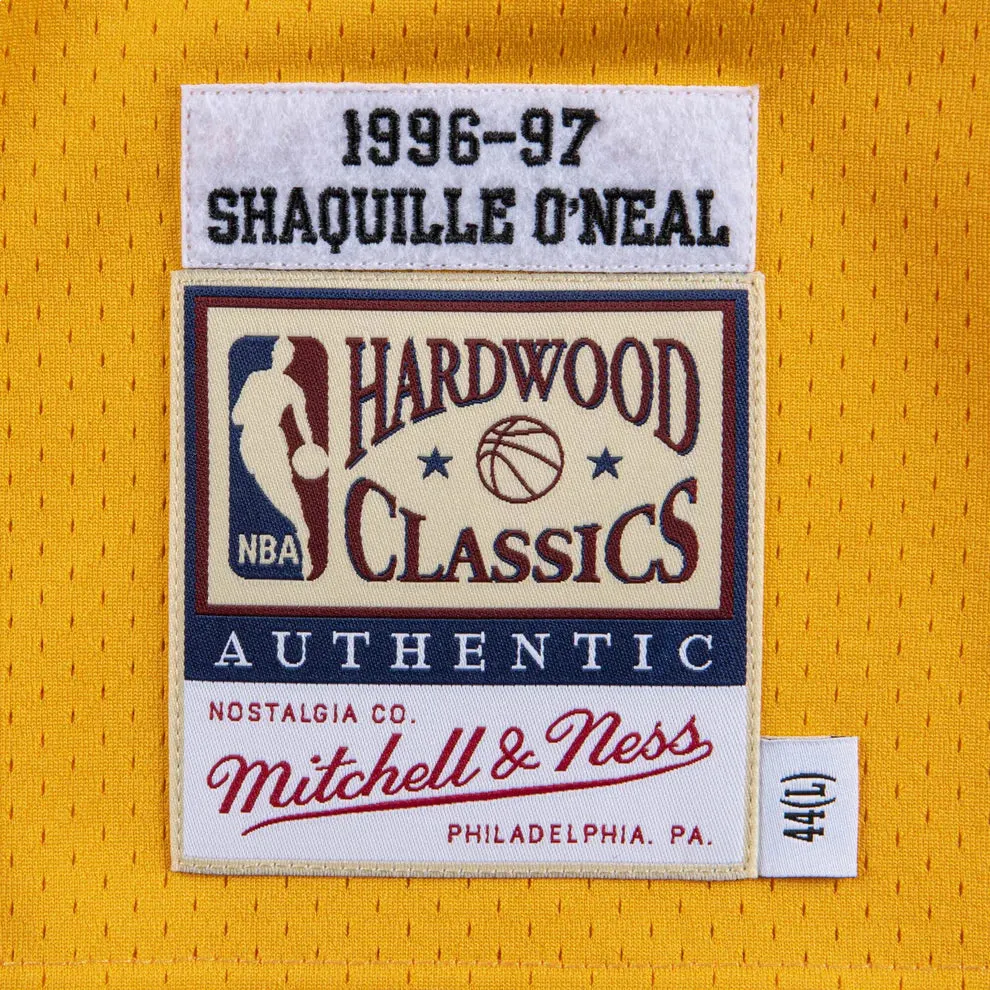 1996-97
SHAQUILLE O'NEAL
HARDWOOD
CLASSICS
NBA
AUTHENTIC
NOSTALGIA CO.
Mitchell & Ness
PHILADELPHIA. PA.
44(L)